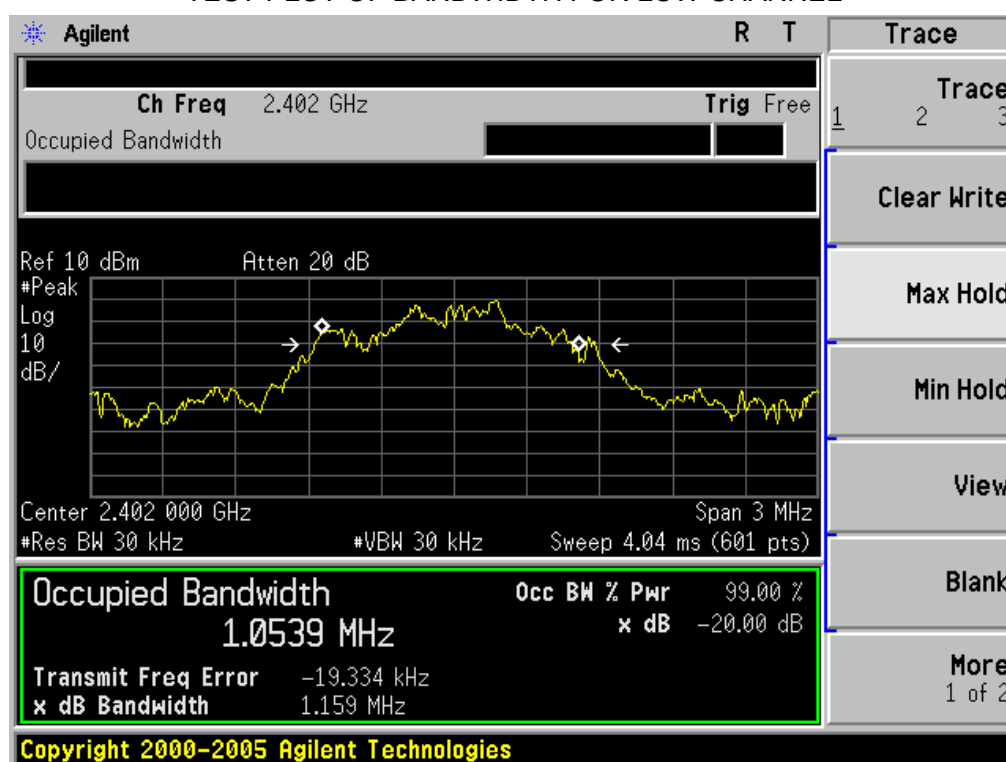 Agilent R T Trace
Ch Freq 2.402 GHz Trig Free
Occupied Bandwidth
Trace
1 2 3
Clear Write
Max Hold
Min Hold
View
Blank
More
1 of 2
Ref 10 dBm Atten 20 dB
#Peak
Log
10
dB/
Center 2.402 000 GHz Span 3 MHz
#Res BW 30 kHz #VBW 30 kHz Sweep 4.04 ms (601 pts)
Occupied Bandwidth Occ BW % Pwr 99.00 %
1.0539 MHz x dB -20.00 dB
Transmit Freq Error -19.334 kHz
x dB Bandwidth 1.159 MHz
Copyright 2000-2005 Agilent Technologies